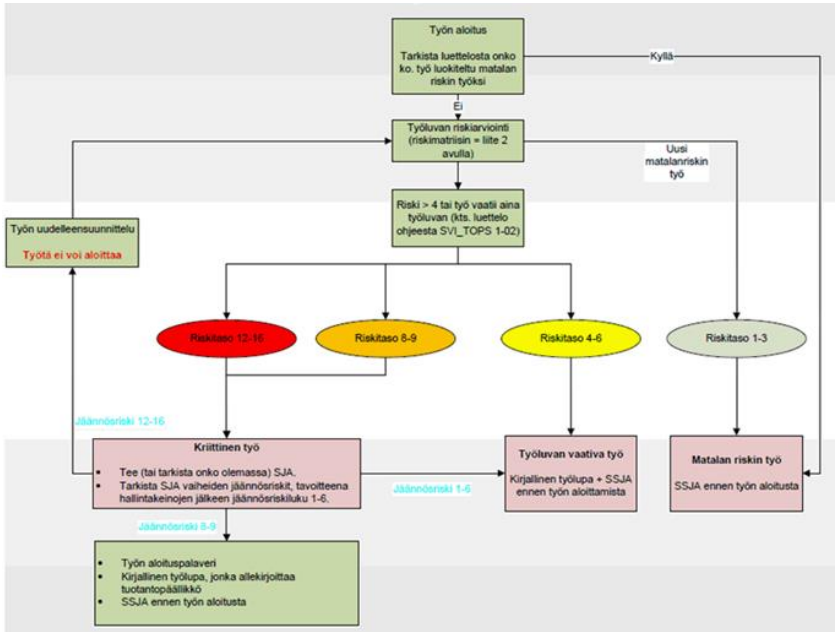 Työn aloitus
Tarkista luettelosta onko
ko. työ luokiteltu matalan
riskin työksi
Kyllä
Ei
Työluvan riskiarviointi
(riskimatriisin = liite 2
avulla)
Uusi
matalanriskin
työ
Riski > 4 tai työ vaatii aina
työluvan (kts. luettelo
ohjeesta SVI_TOPS 1-02)
Työn uudelleensuunnittelu
Työtä ei voi aloittaa
Riskitaso 12-16
Riskitaso 8-9
Riskitaso 4-6
Riskitaso 1-3
Jäännösriski 12-16
Kriittinen työ
• Tee (tai tarkista onko olemassa) SJA.
• Tarkista SJA vaiheiden jäännösriskit, tavoitteena
hallintakeinojen jälkeen jäännösriskiluku 1-6.
Jäännösriski 1-6
Työluvan vaativa työ
Kirjallinen työlupa + SSJA
ennen työn aloittamista
Matalan riskin työ
SSJA ennen työn aloitusta
Jäännösriski 8-9
• Työn aloituspalaveri
• Kirjallinen työlupa, jonka allekirjoittaa
tuotantopäällikkö
• SSJA ennen työn aloitusta